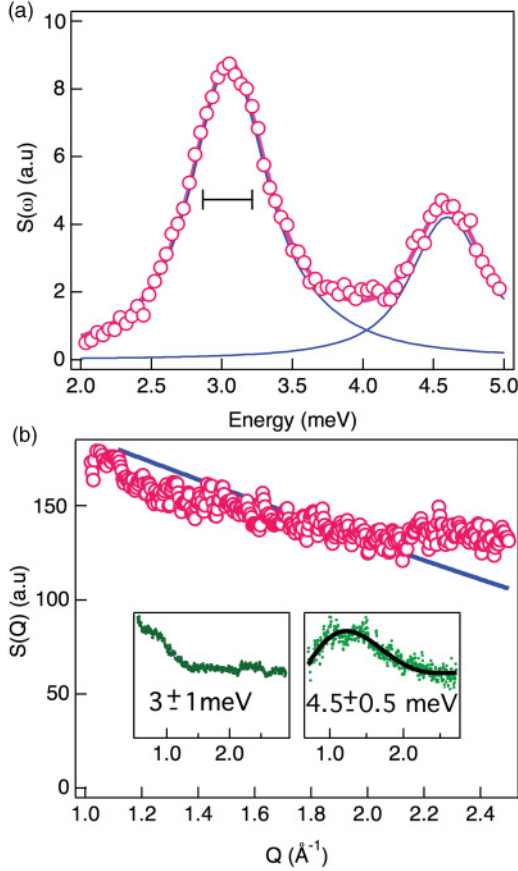 (a)
10
8
6
4
2
0
S(ω) (a.u)
2.0 2.5 3.0 3.5 4.0 4.5 5.0
Energy (meV)
(b)
150
100
50
0
S(Q) (a.u)
3±1meV
1.0 2.0
4.5±0.5 meV
1.0 2.0
1.0 1.2 1.4 1.6 1.8 2.0 2.2 2.4
Q (Å⁻¹)